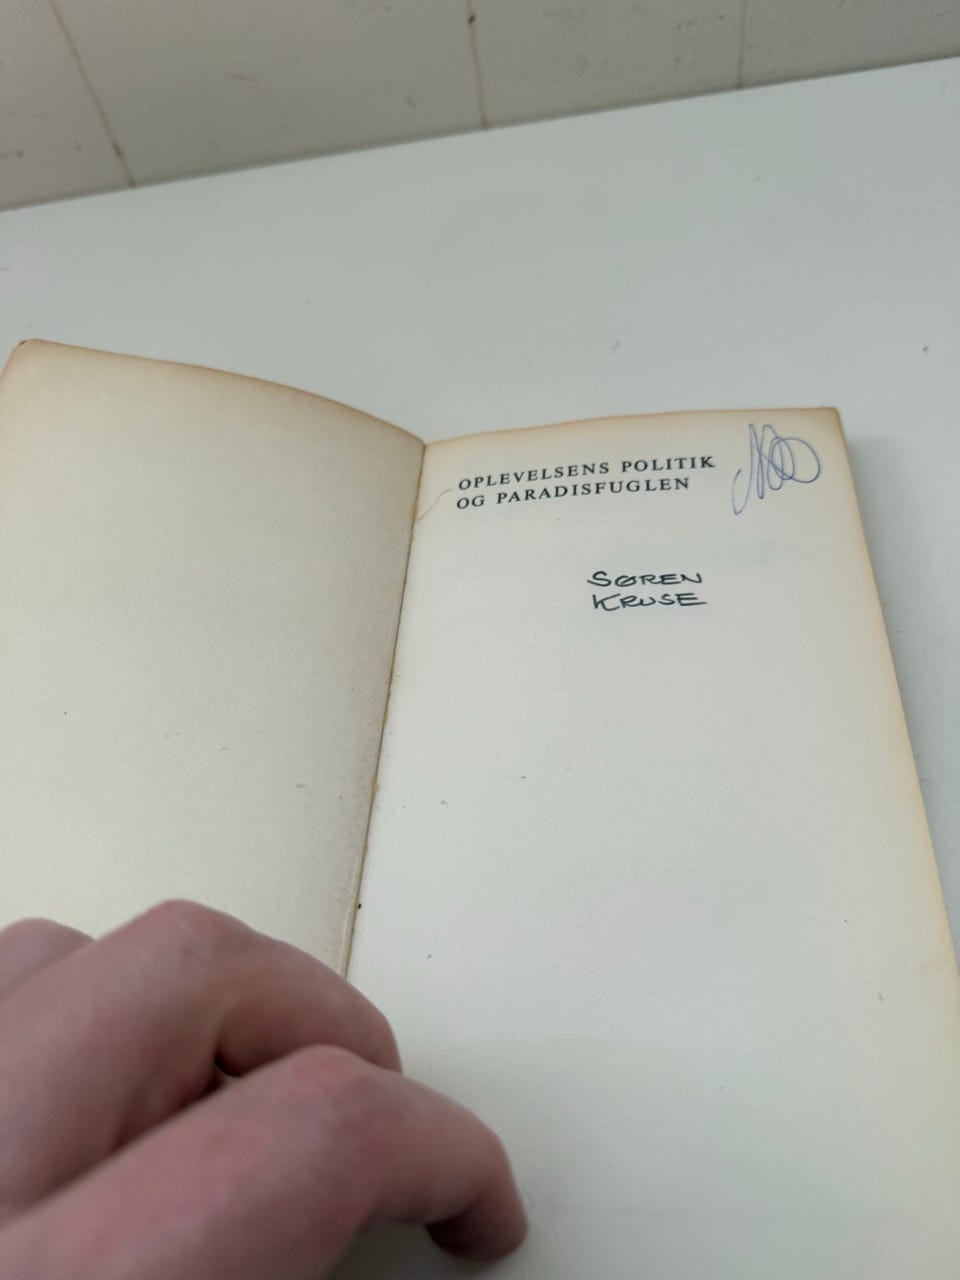 OPLEVELSENS POLITIK
OG PARADISFUGLEN
SØREN
KRUSE